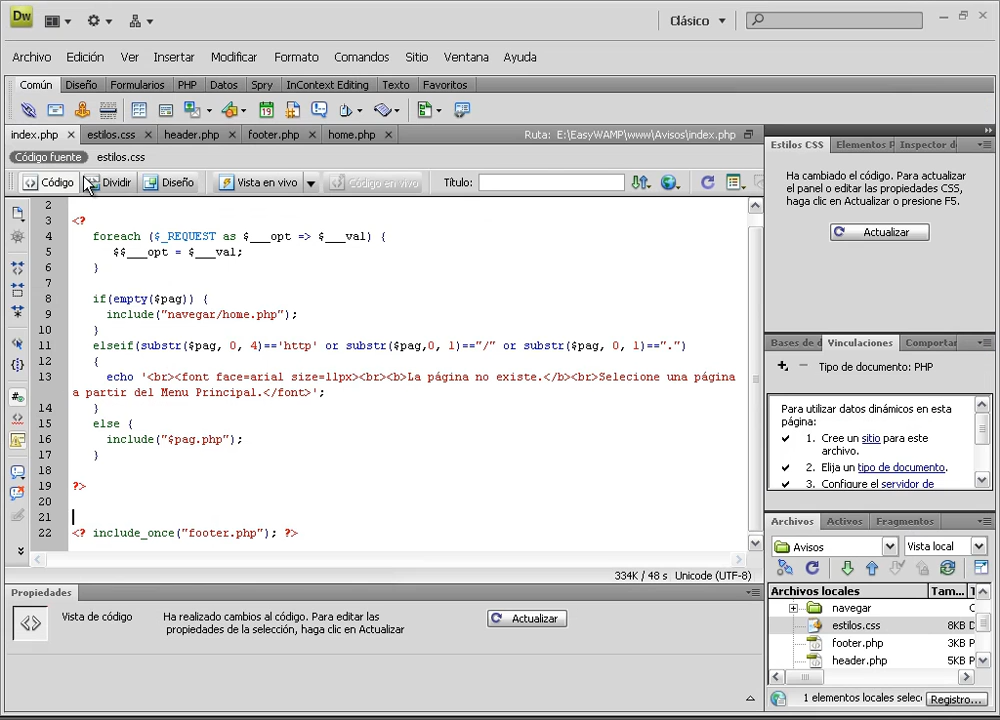 Dw
Clásico
Archivo Edición Ver Insertar Modificar Formato Comandos Sitio Ventana Ayuda
Común Diseño Formularios PHP Datos Spry InContext Editing Texto Favoritos
index.php estilos.css header.php footer.php home.php Ruta: E:\EasyWAMP\www\Avisos\index.php
Código fuente estilos.css
Código Dividir Diseño Vista en vivo Código en vivo Título:
2
3 <?
4 foreach ($_REQUEST as $___opt => $___val) {
5 $$___opt = $___val;
6 }
7
8 if(empty($pag)) {
9 include("navegar/home.php");
10 }
11 elseif(substr($pag, 0, 4)=='http' or substr($pag,0, 1)=="/" or substr($pag, 0, 1)==".")
12 {
13 echo '<br><font face=arial size=11px><br><b>La página no existe.</b><br>Selecione una página
a partir del Menu Principal.</font>';
14 }
15 else {
16 include("$pag.php");
17 }
18
19 ?>
20
21
22 <? include_once("footer.php"); ?>
334K / 48 s Unicode (UTF-8)
Propiedades
Vista de código
Ha realizado cambios al código. Para editar las
propiedades de la selección, haga clic en Actualizar
Actualizar
Estilos CSS Elementos P Inspector d
Ha cambiado el código. Para actualizar
el panel o editar las propiedades CSS,
haga clic en Actualizar o presione F5.
Actualizar
Bases de d Vinculaciones Comportar
Tipo de documento: PHP
Para utilizar datos dinámicos en esta
página:
1. Cree un sitio para este
archivo.
2. Elija un tipo de documento.
3. Configure el servidor de
Archivos Activos Fragmentos
Avisos Vista local
Archivos locales Tam... T
navegar C
estilos.css 8KB D
footer.php 3KB P
header.php 5KB P
1 elementos locales selec
Registro...